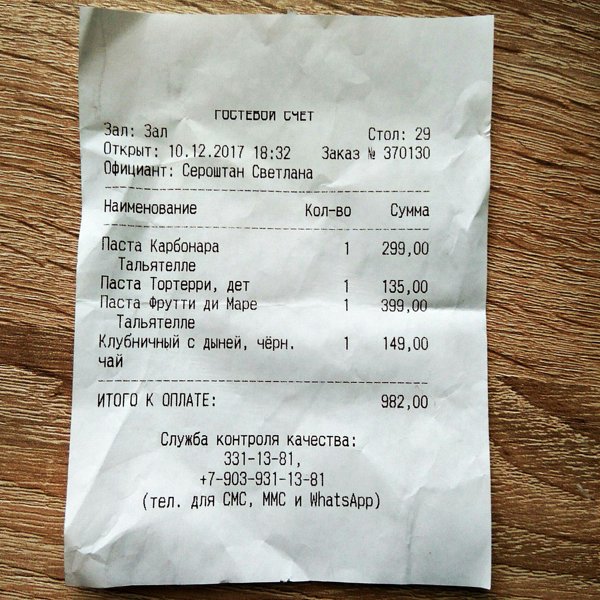 ГОСТЕВОЙ СЧЕТ
Зал: Зал Стол: 29
Открыт: 10.12.2017 18:32 Заказ № 370130
Официант: Сероштан Светлана
Наименование Кол-во Сумма
Паста Карбонара 1 299,00
Тальятелле
Паста Тортерри, дет 1 135,00
Паста Фрутти ди Маре 1 399,00
Тальятелле
Клубничный с дыней, чёрн. 1 149,00
чай
ИТОГО К ОПЛАТЕ: 982,00
Служба контроля качества:
331-13-81,
+7-903-931-13-81
(тел. для СМС, ММС и WhatsApp)